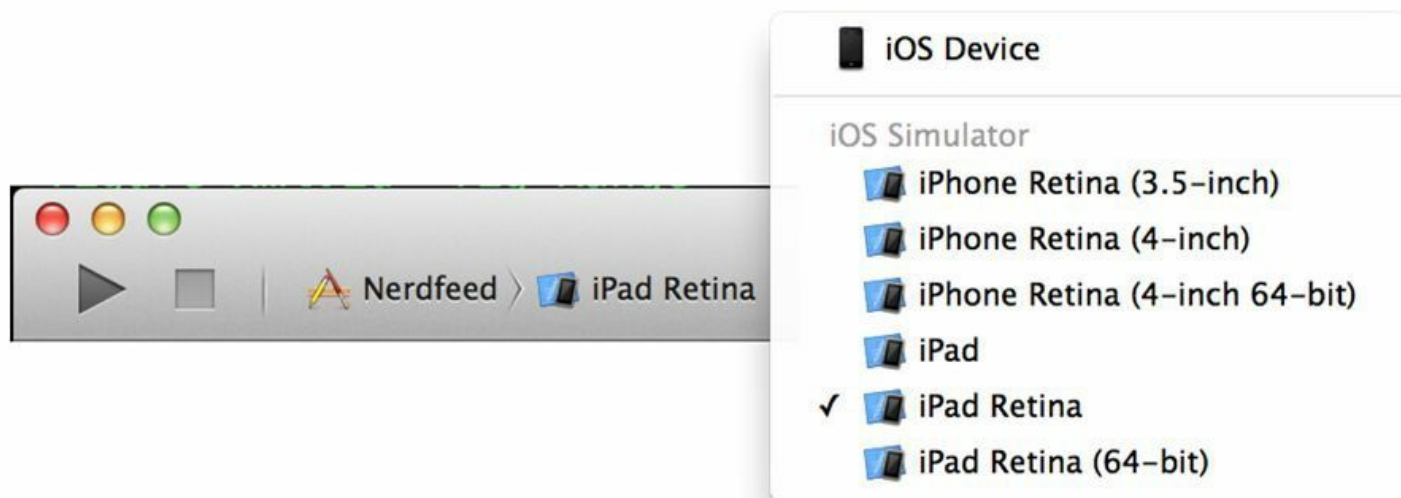 Nerdfeed
iPad Retina
iOS Device
iOS Simulator
iPhone Retina (3.5-inch)
iPhone Retina (4-inch)
iPhone Retina (4-inch 64-bit)
iPad
✓ iPad Retina
iPad Retina (64-bit)